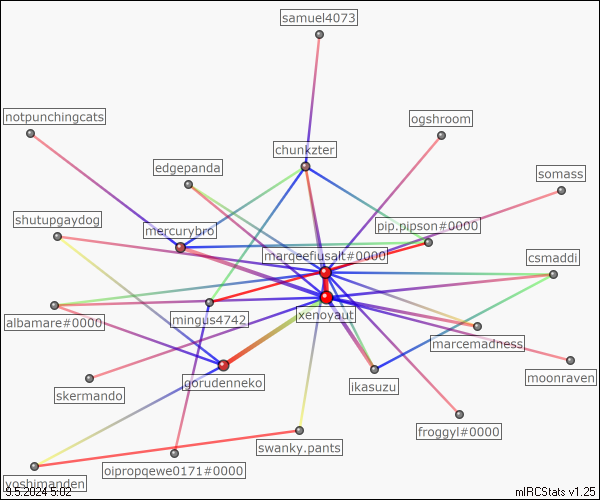 samuel4073
notpunchingcats
ogshroom
chunkzter
edgepanda
somass
shutupgaydog
pip.pipson#0000
mercurybro
marqeefiusalt#0000
csmaddi
xenoyaut
mingus4742
albamare#0000
marcemadness
gorudenneko
ikasuzu
moonraven
skermando
froggyl#0000
swanky.pants
oipropqewe0171#0000
yoshimanden
9.5.2024 5:02
mIRCStats v1.25